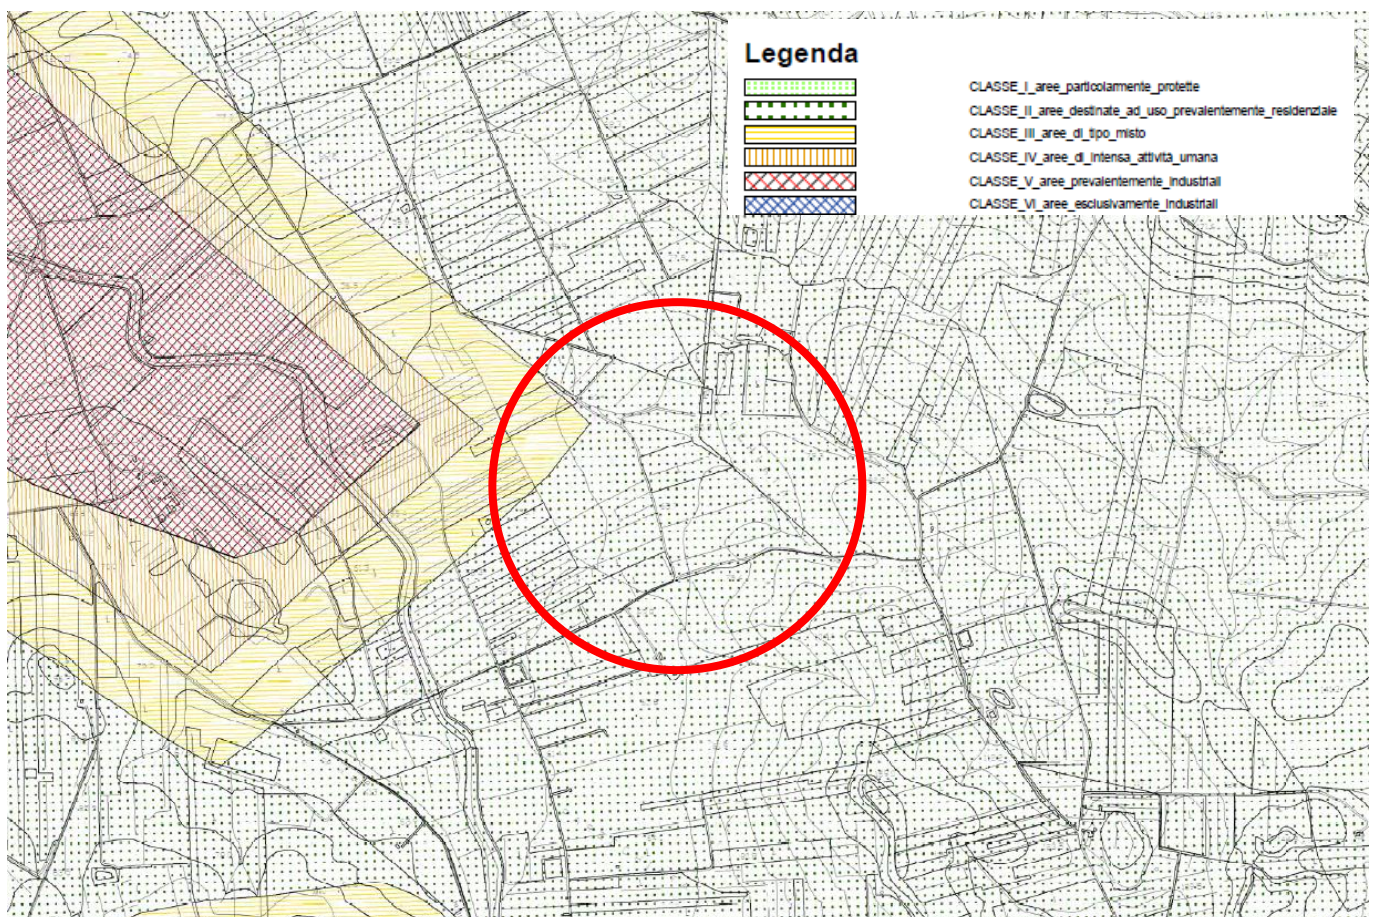 Legenda
CLASSE_I_aree_particolarmente_protette
CLASSE_II_aree_destinate_ad_uso_prevalentemente_residenziale
CLASSE_III_aree_di_tipo_misto
CLASSE_IV_aree_di_intensa_attività_umana
CLASSE_V_aree_prevalentemente_industriali
CLASSE_VI_aree_esclusivamente_industriali